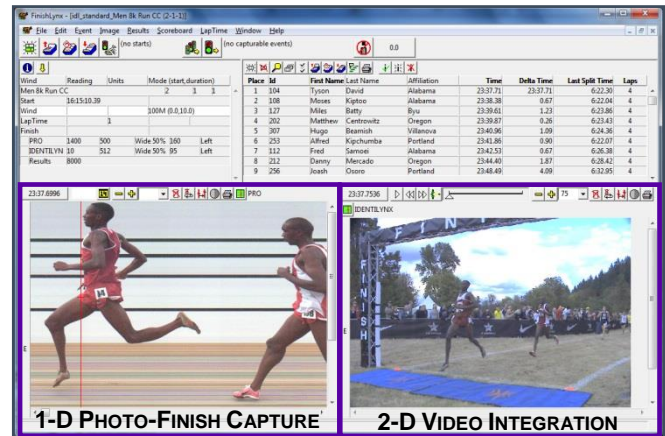 FinishLynx - [idl_standard_Men 8k Run CC (2-1-1)]
File Edit Event Image Results Scoreboard LapTime Window Help
(no starts) (no capturable events) 0.0
Wind Reading Units Mode (start,duration)
Men 8k Run CC 2 1 1
Start 16:15:10.39
Wind 100M (0.0,10.0)
LapTime 1
Finish
PRO 1400 500 Wide 50% 160 Left
IDENTILYN 10 512 Wide 50% 95 Left
Results 8000
Place Id First Name Last Name Affiliation Time Delta Time Last Split Time Laps
1 104 Tyson David Alabama 23:37.71 23:37.71 6:22.30 4
2 108 Moses Kiptoo Alabama 23:38.38 0.67 6:22.04 4
3 127 Miles Batty Byu 23:39.61 1.23 6:23.86 4
4 202 Matthew Centrowitz Oregon 23:39.87 0.26 6:23.43 4
5 307 Hugo Beamish Villanova 23:40.96 1.09 6:24.36 4
6 253 Alfred Kipchumba Portland 23:41.86 0.90 6:22.07 4
7 112 Fred Samoei Alabama 23:42.53 0.67 6:26.38 4
8 212 Danny Mercado Oregon 23:44.40 1.87 6:28.42 4
9 256 Joash Osoro Portland 23:48.49 4.09 6:32.95 4
23:37.6996 PRO
23:37.7536 75
IDENTILYNX
FINISH
FINISH
1-D PHOTO-FINISH CAPTURE
2-D VIDEO INTEGRATION